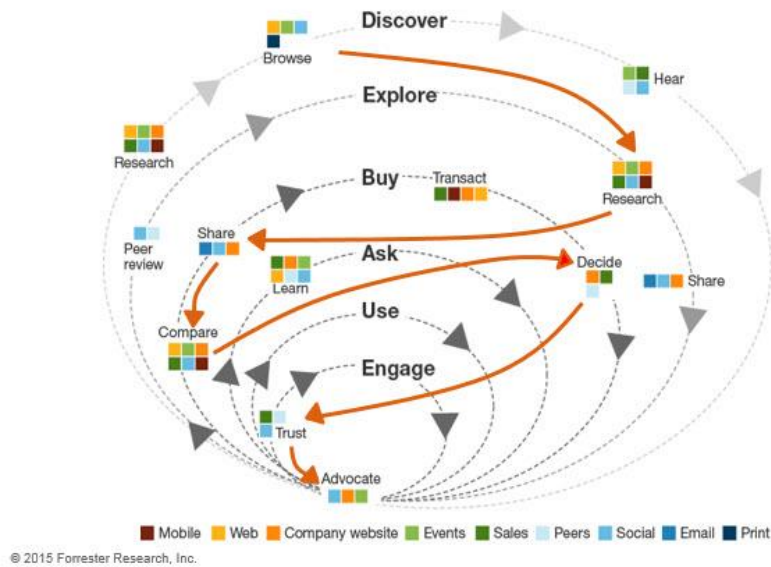 Discover
Browse
Hear
Explore
Research
Research
Buy
Transact
Share
Peer
review
Ask
Decide
Share
Learn
Use
Compare
Engage
Trust
Advocate
Mobile Web Company website Events Sales Peers Social Email Print
© 2015 Forrester Research, Inc.